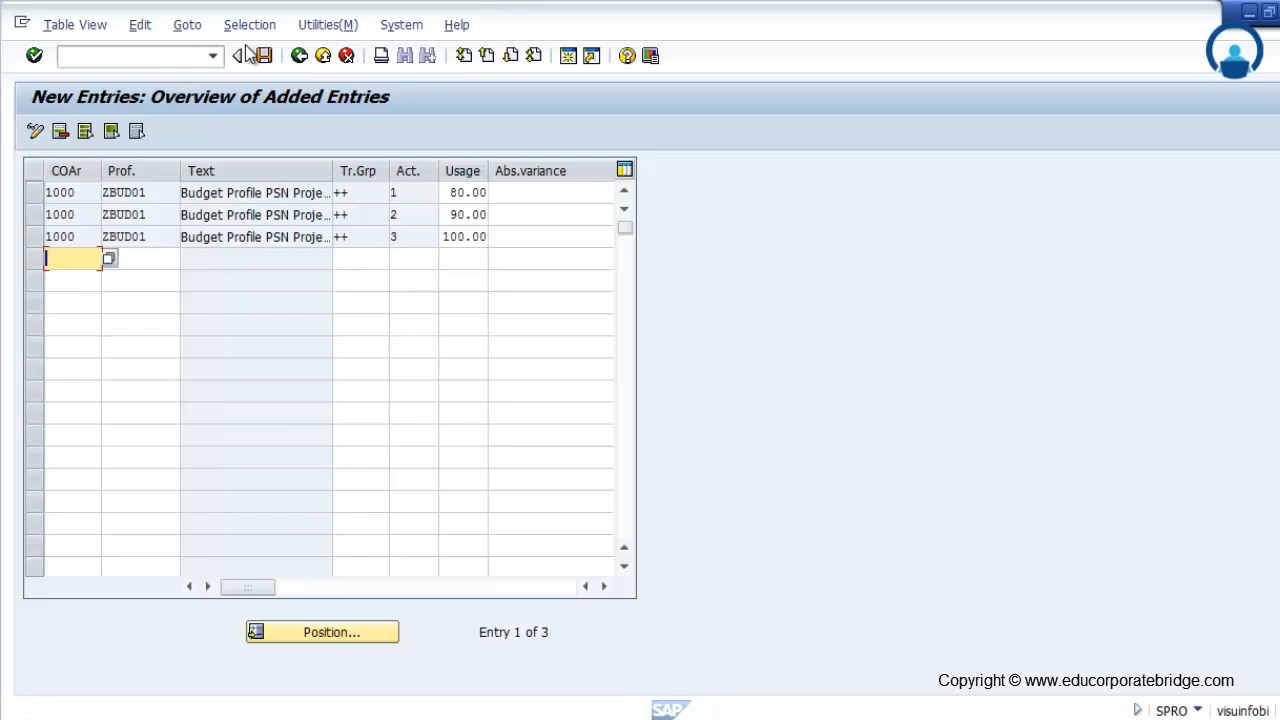 Table View Edit Goto Selection Utilities(M) System Help
New Entries: Overview of Added Entries
COAr Prof. Text Tr.Grp Act. Usage Abs.variance
1000 ZBUD01 Budget Profile PSN Proje… ++ 1 80.00
1000 ZBUD01 Budget Profile PSN Proje… ++ 2 90.00
1000 ZBUD01 Budget Profile PSN Proje… ++ 3 100.00
Position... Entry 1 of 3
Copyright © www.educorporatebridge.com
SAP SPRO visuinfobi